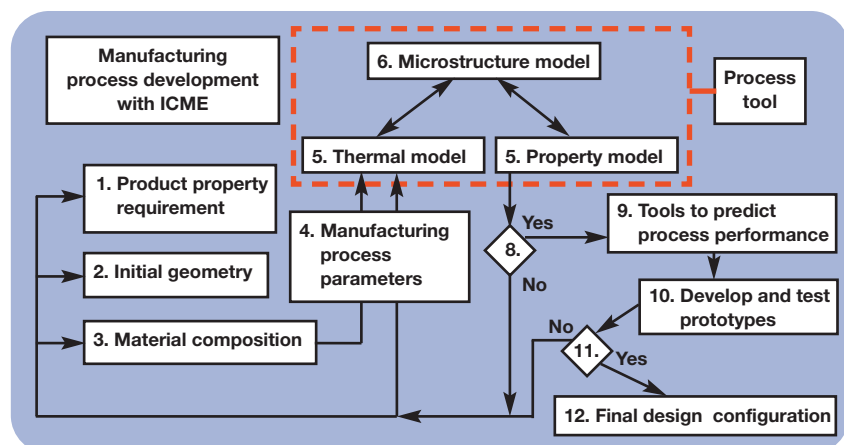 Manufacturing
process development
with ICME
6. Microstructure model
Process
tool
5. Thermal model
5. Property model
1. Product property
requirement
4. Manufacturing
process
parameters
Yes
8.
No
9. Tools to predict
process performance
2. Initial geometry
10. Develop and test
prototypes
3. Material composition
No
11.
Yes
12. Final design configuration